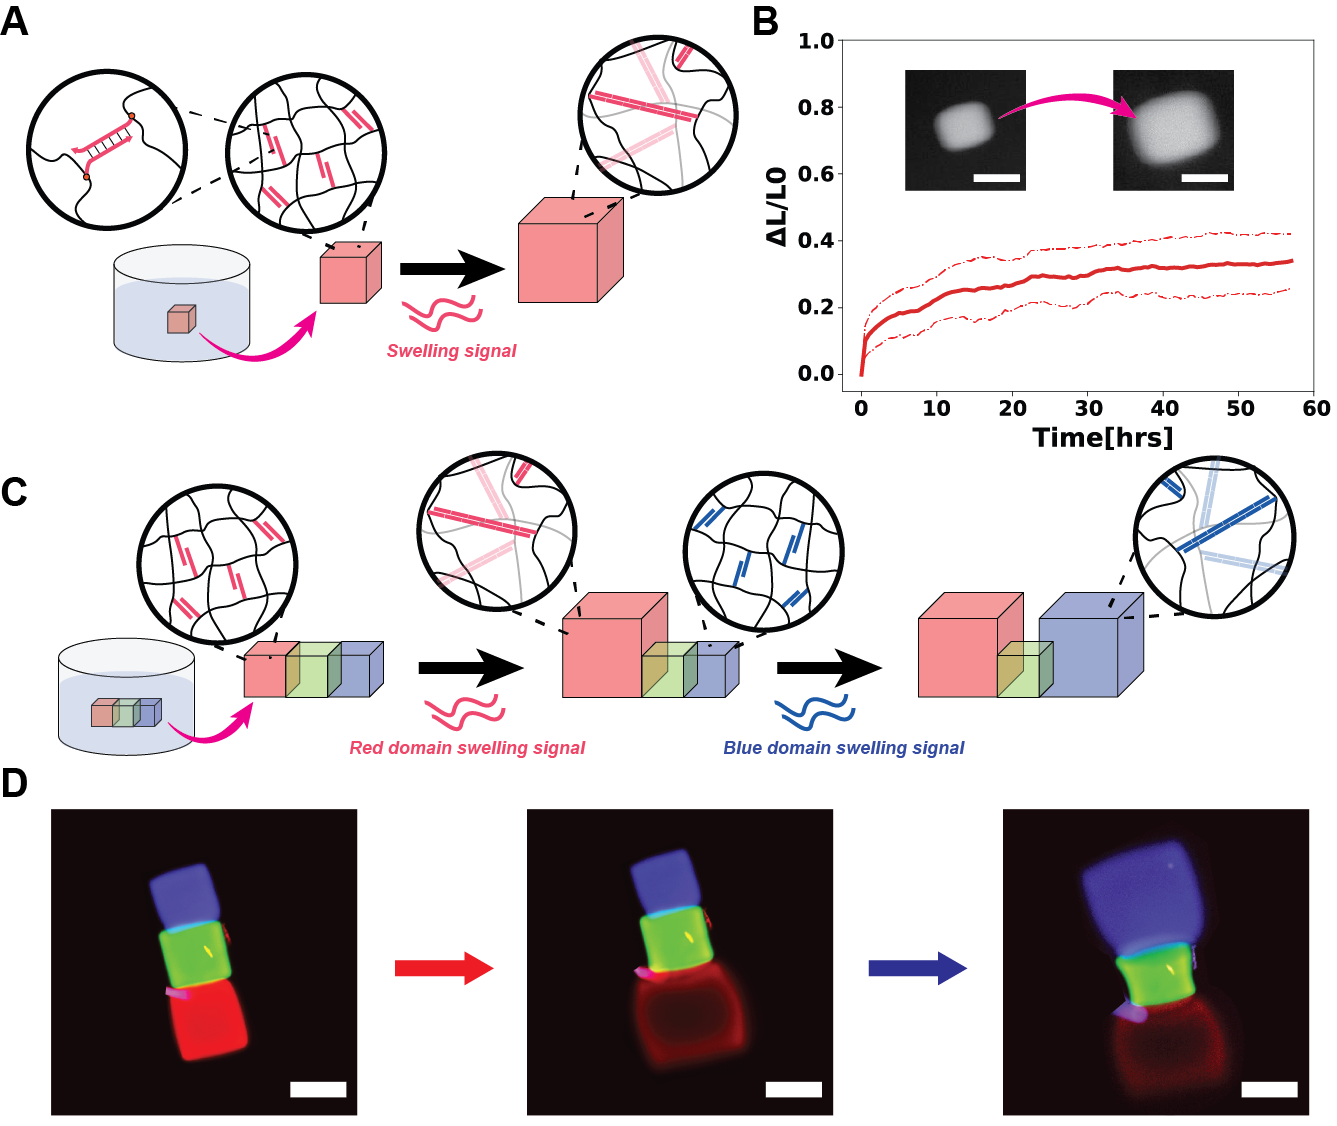 A
Swelling signal
B
1.0
0.8
0.6
0.4
0.2
0.0
ΔL/L0
0 10 20 30 40 50 60
Time[hrs]
C
Red domain swelling signal
Blue domain swelling signal
D